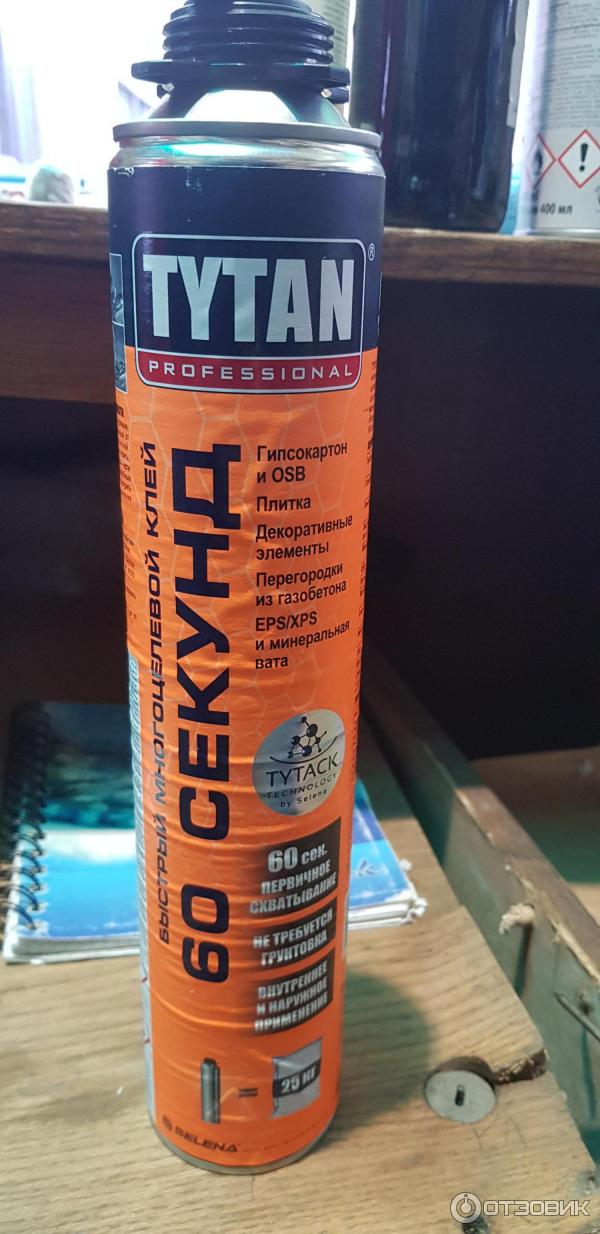 400 мл
TYTAN®
PROFESSIONAL
БЫСТРЫЙ МНОГОЦЕЛЕВОЙ КЛЕЙ
60 СЕКУНД
Гипсокартон
и OSB
Плитка
Декоративные
элементы
Перегородки
из газобетона
EPS/XPS
и минеральная
вата
TYTACK
TECHNOLOGY
by Selena
60 сек.
ПЕРВИЧНОЕ
СХВАТЫВАНИЕ
НЕ ТРЕБУЕТСЯ
ГРУНТОВКА
ВНУТРЕННЕЕ
И НАРУЖНОЕ
ПРИМЕНЕНИЕ
= 25 КГ
SELENA
ОТЗОВИК